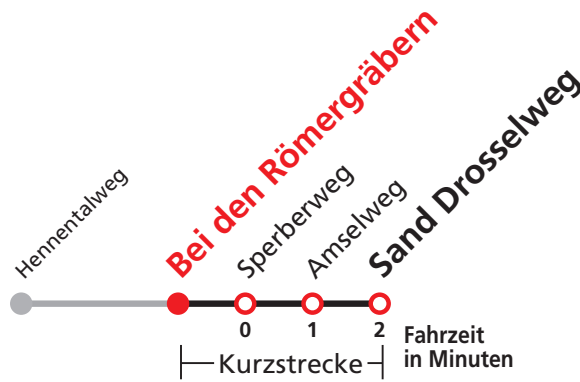 Hennentalweg
Bei den Römergräbern
Sperberweg
Amselweg
Sand Drosselweg
0 1 2 Fahrzeit
in Minuten
Kurzstrecke